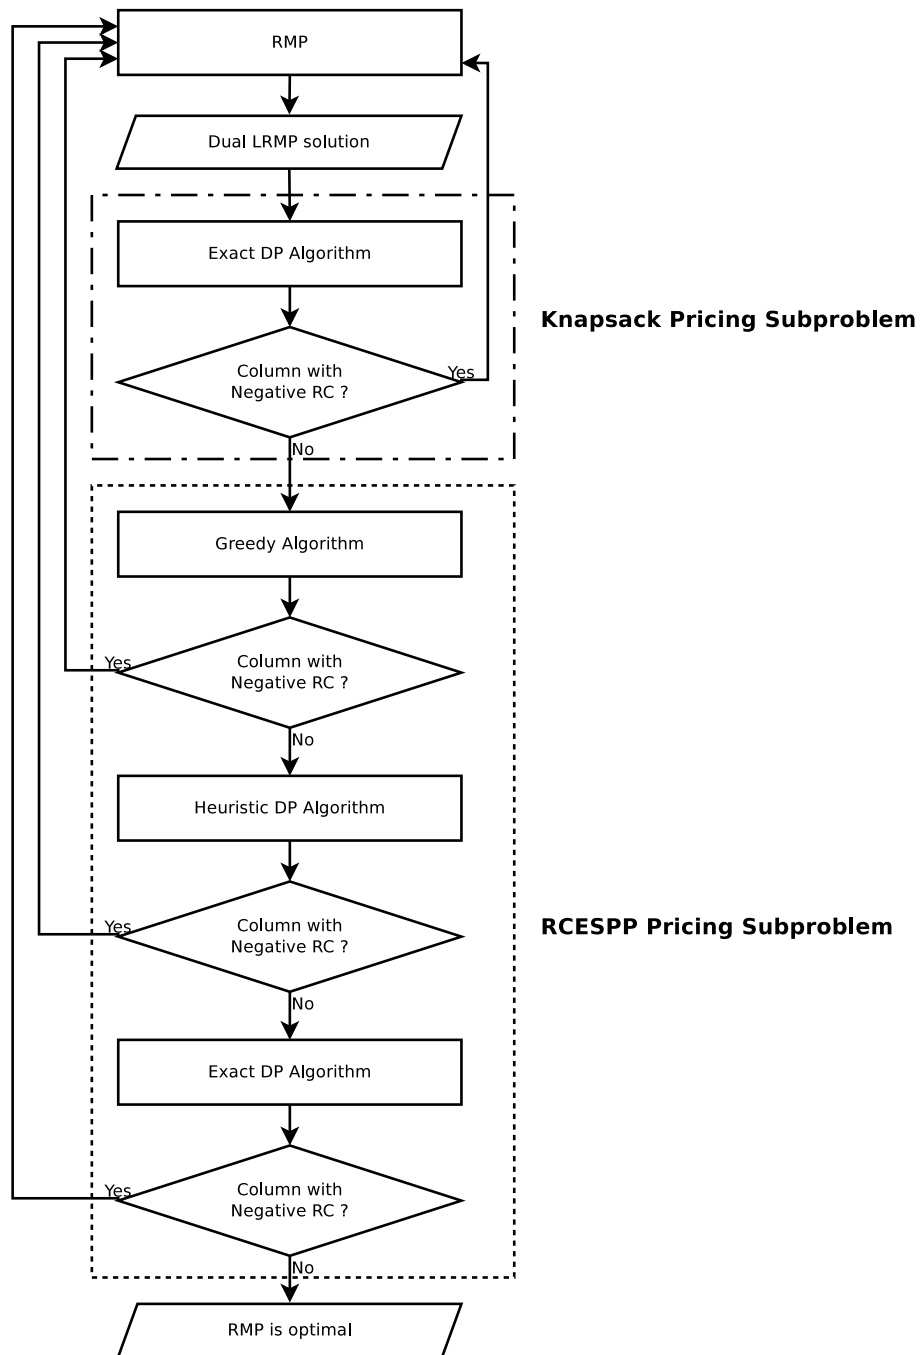 RMP
Dual LRMP solution
Exact DP Algorithm
Knapsack Pricing Subproblem
Column with
Negative RC ?
Yes
No
Greedy Algorithm
Column with
Negative RC ?
Yes
No
Heuristic DP Algorithm
Column with
Negative RC ?
Yes
RCESPP Pricing Subproblem
No
Exact DP Algorithm
Column with
Negative RC ?
Yes
No
RMP is optimal